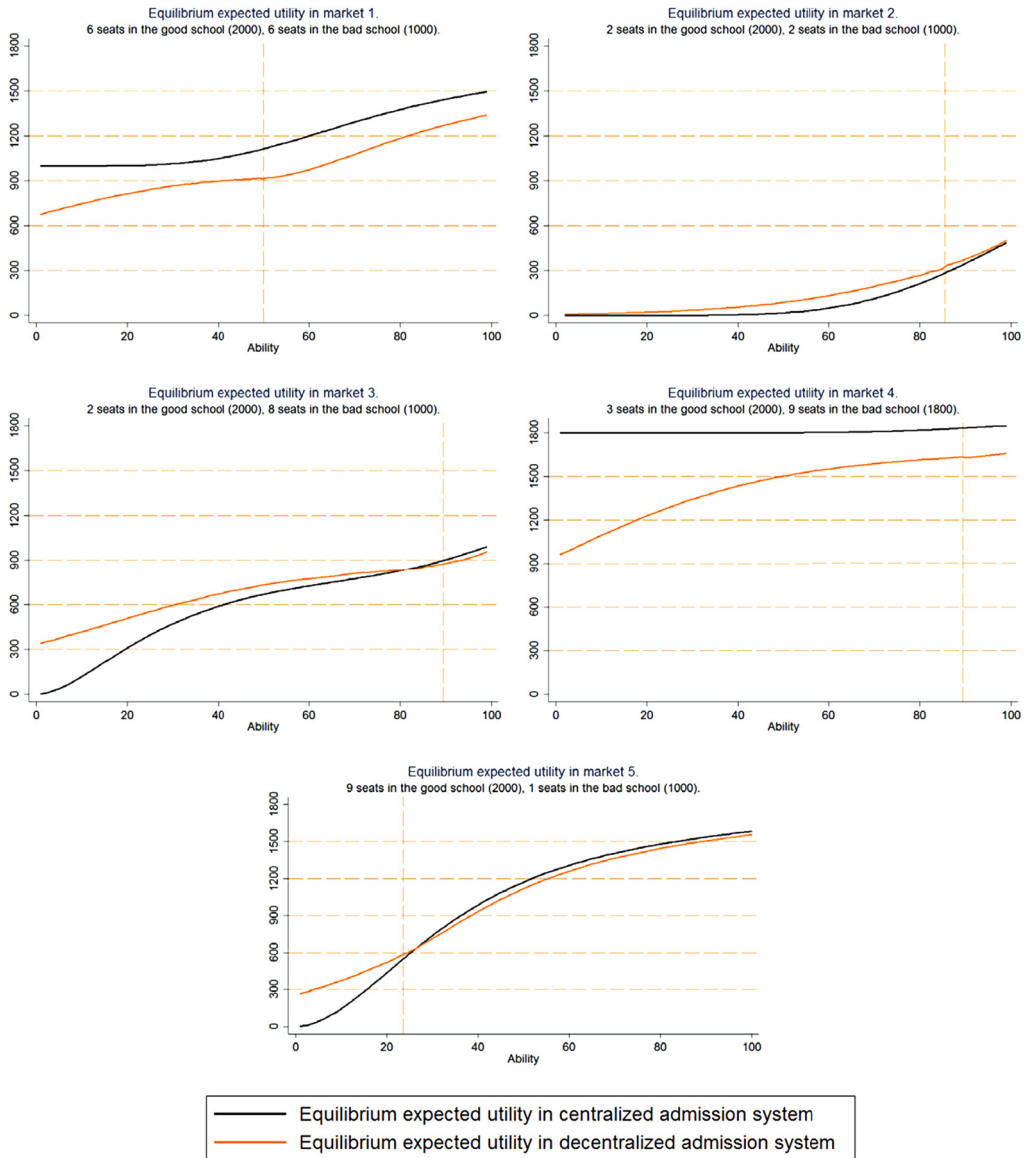 Equilibrium expected utility in market 1.
6 seats in the good school (2000), 6 seats in the bad school (1000).
1800
1500
1200
900
600
300
0
0 20 40 60 80 100
Ability
Equilibrium expected utility in market 2.
2 seats in the good school (2000), 2 seats in the bad school (1000).
1800
1500
1200
900
600
300
0
0 20 40 60 80 100
Ability
Equilibrium expected utility in market 3.
2 seats in the good school (2000), 8 seats in the bad school (1000).
1800
1500
1200
900
600
300
0
0 20 40 60 80 100
Ability
Equilibrium expected utility in market 4.
3 seats in the good school (2000), 9 seats in the bad school (1800).
1800
1500
1200
900
600
300
0
0 20 40 60 80 100
Ability
Equilibrium expected utility in market 5.
9 seats in the good school (2000), 1 seats in the bad school (1000).
1800
1500
1200
900
600
300
0
0 20 40 60 80 100
Ability
Equilibrium expected utility in centralized admission system
Equilibrium expected utility in decentralized admission system